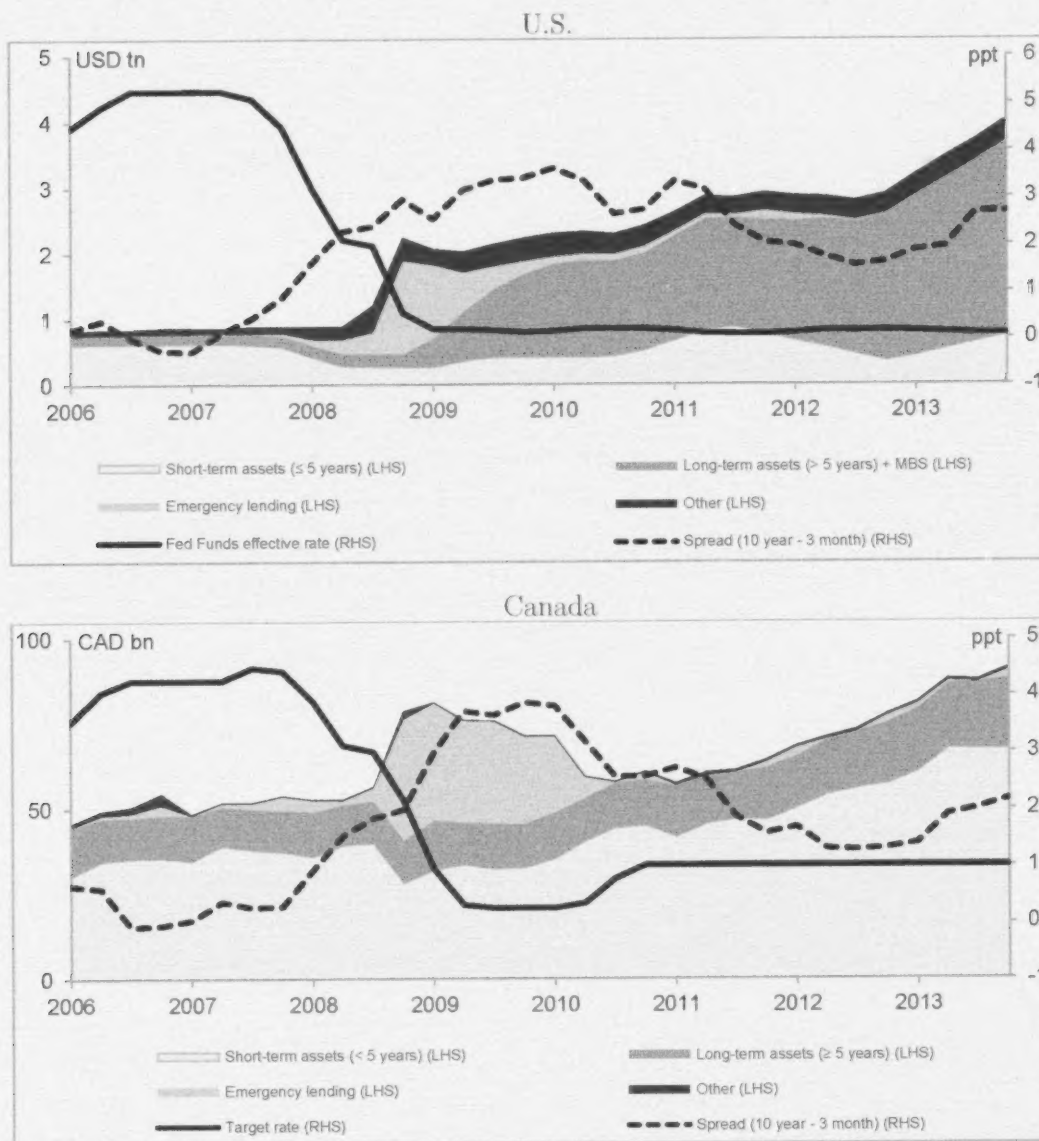 U.S.
USD tn
ppt
5
4
3
2
1
0
6
5
4
3
2
1
0
-1
2006 2007 2008 2009 2010 2011 2012 2013
Short-term assets (≤ 5 years) (LHS)
Long-term assets (> 5 years) + MBS (LHS)
Emergency lending (LHS)
Other (LHS)
Fed Funds effective rate (RHS)
Spread (10 year - 3 month) (RHS)
Canada
CAD bn
ppt
100
50
0
5
4
3
2
1
0
-1
2006 2007 2008 2009 2010 2011 2012 2013
Short-term assets (< 5 years) (LHS)
Long-term assets (≥ 5 years) (LHS)
Emergency lending (LHS)
Other (LHS)
Target rate (RHS)
Spread (10 year - 3 month) (RHS)